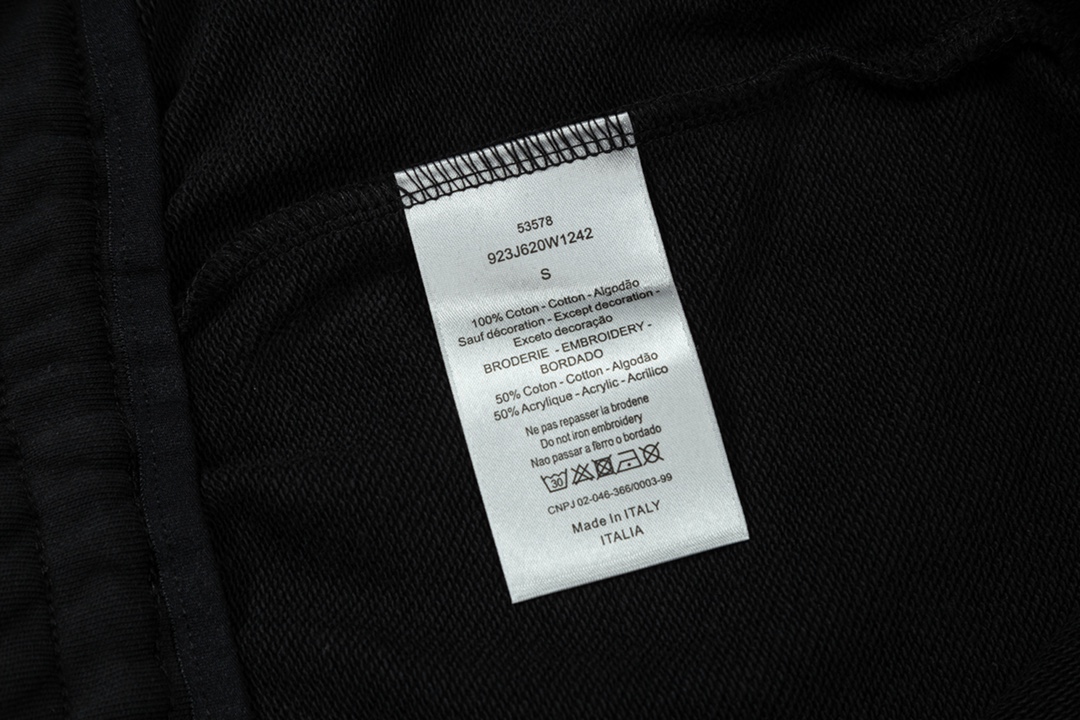 53578
923J620W1242
S
100% Coton - Cotton - Algodão
Sauf décoration - Except decoration -
Exceto decoração
BRODERIE - EMBROIDERY -
BORDADO
50% Coton - Cotton - Algodão
50% Acrylique - Acrylic - Acrílico
Ne pas repasser la brodene
Do not iron embroidery
Nao passar a ferro o bordado
30
CNPJ 02-046-366/0003-99
Made In ITALY
ITALIA